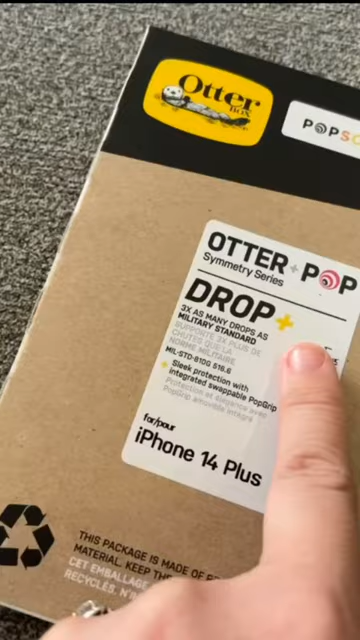 Otter
BOX
POPSO
OTTER + POP
Symmetry Series
DROP+
3X AS MANY DROPS AS
MILITARY STANDARD
SUPPORTE 3X PLUS DE
CHUTES QUE LA
NORME MILITAIRE
MIL-STD-810G 516.6
Sleek protection with
integrated swappable PopGrip
Protection et élégance avec
PopGrip amovible intégré
for/pour
iPhone 14 Plus
THIS PACKAGE IS MADE OF
MATERIAL. KEEP
CET EMBALLAGE
RECYCLÉS.